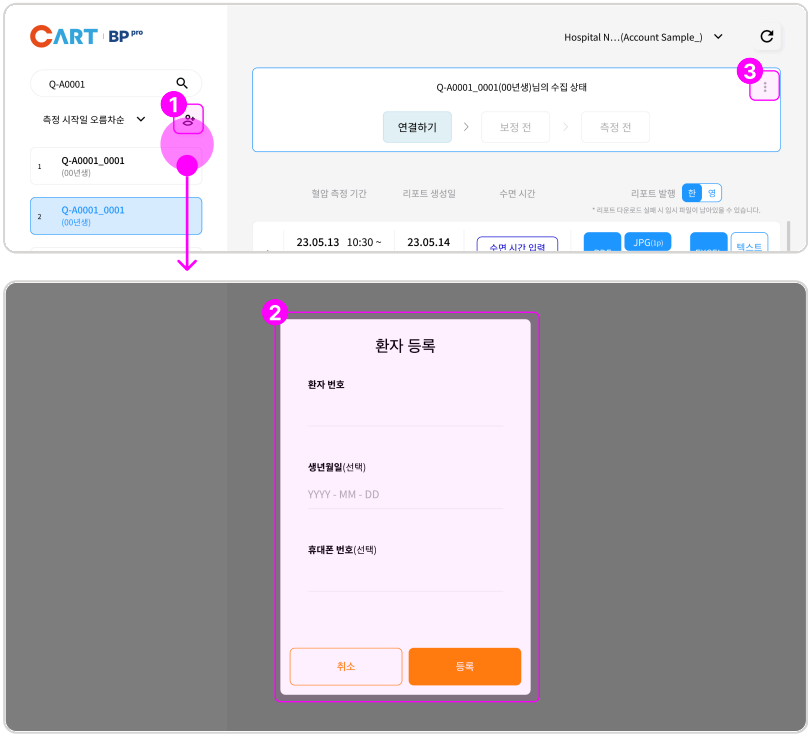 CART BP pro
Hospital N...(Account Sample_)
Q-A0001
1
측정 시작일 오름차순
1 Q-A0001_0001
(00년생)
2 Q-A0001_0001
(00년생)
3
Q-A0001_0001(00년생)님의 수집 상태
연결하기 > 보정 전 > 측정 전
혈압 측정 기간 리포트 생성일 수면 시간 리포트 발행 한 영
* 리포트 다운로드 실패 시 임시 파일이 남아있을 수 있습니다.
23.05.13 10:30 ~ 23.05.14 수면 시간 입력 JPG(1p) 텍스트
2
환자 등록
환자 번호
생년월일(선택)
YYYY - MM - DD
휴대폰 번호(선택)
취소 등록